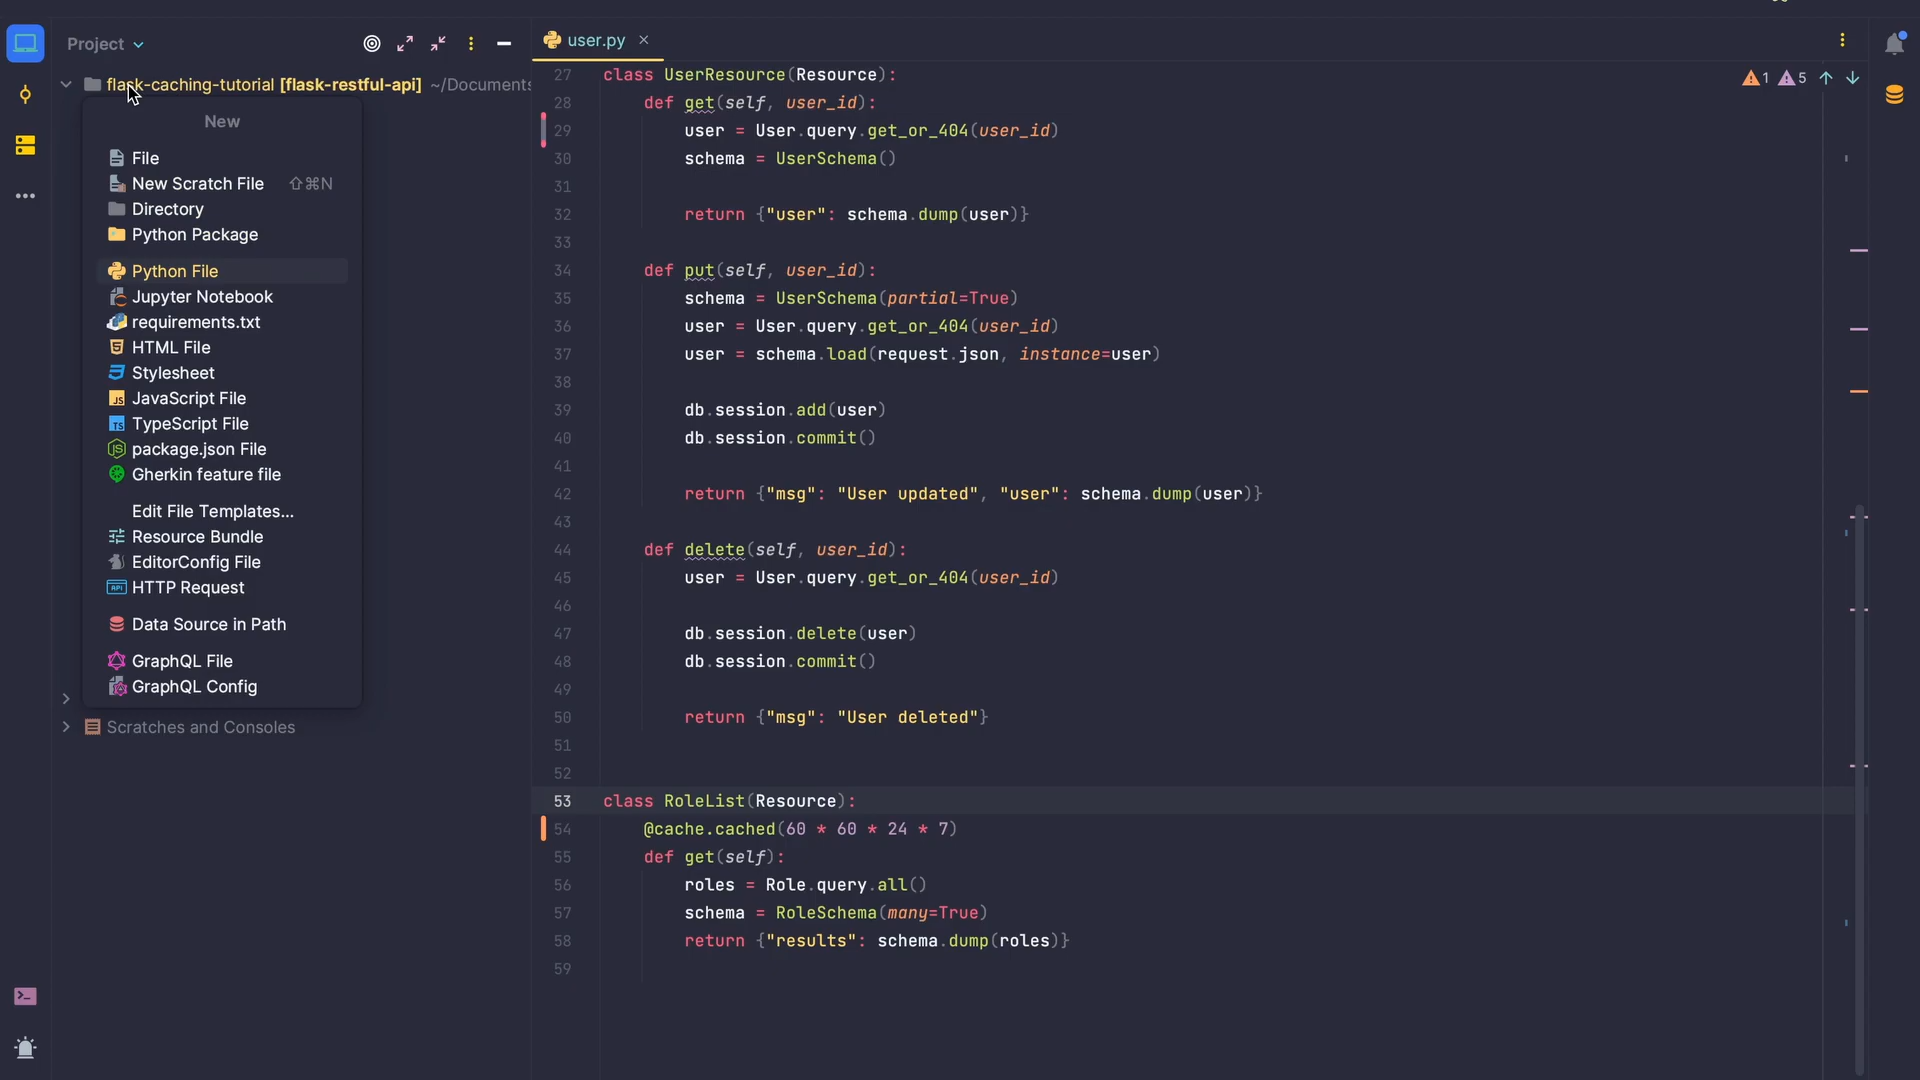 Project
flask-caching-tutorial [flask-restful-api] ~/Documents
New
File
New Scratch File ⇧⌘N
Directory
Python Package
Python File
Jupyter Notebook
requirements.txt
HTML File
Stylesheet
JavaScript File
TypeScript File
package.json File
Gherkin feature file
Edit File Templates...
Resource Bundle
EditorConfig File
HTTP Request
Data Source in Path
GraphQL File
GraphQL Config
Scratches and Consoles
user.py
1 5
27 class UserResource(Resource):
28 def get(self, user_id):
29 user = User.query.get_or_404(user_id)
30 schema = UserSchema()
31
32 return {"user": schema.dump(user)}
33
34 def put(self, user_id):
35 schema = UserSchema(partial=True)
36 user = User.query.get_or_404(user_id)
37 user = schema.load(request.json, instance=user)
38
39 db.session.add(user)
40 db.session.commit()
41
42 return {"msg": "User updated", "user": schema.dump(user)}
43
44 def delete(self, user_id):
45 user = User.query.get_or_404(user_id)
46
47 db.session.delete(user)
48 db.session.commit()
49
50 return {"msg": "User deleted"}
51
52
53 class RoleList(Resource):
54 @cache.cached(60 * 60 * 24 * 7)
55 def get(self):
56 roles = Role.query.all()
57 schema = RoleSchema(many=True)
58 return {"results": schema.dump(roles)}
59